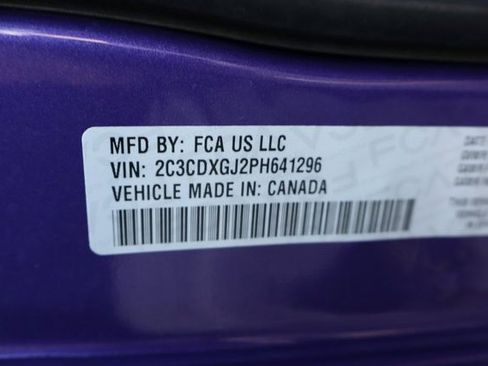 MFD BY: FCA US LLC
VIN: 2C3CDXGJ2PH641296
VEHICLE MADE IN: CANADA